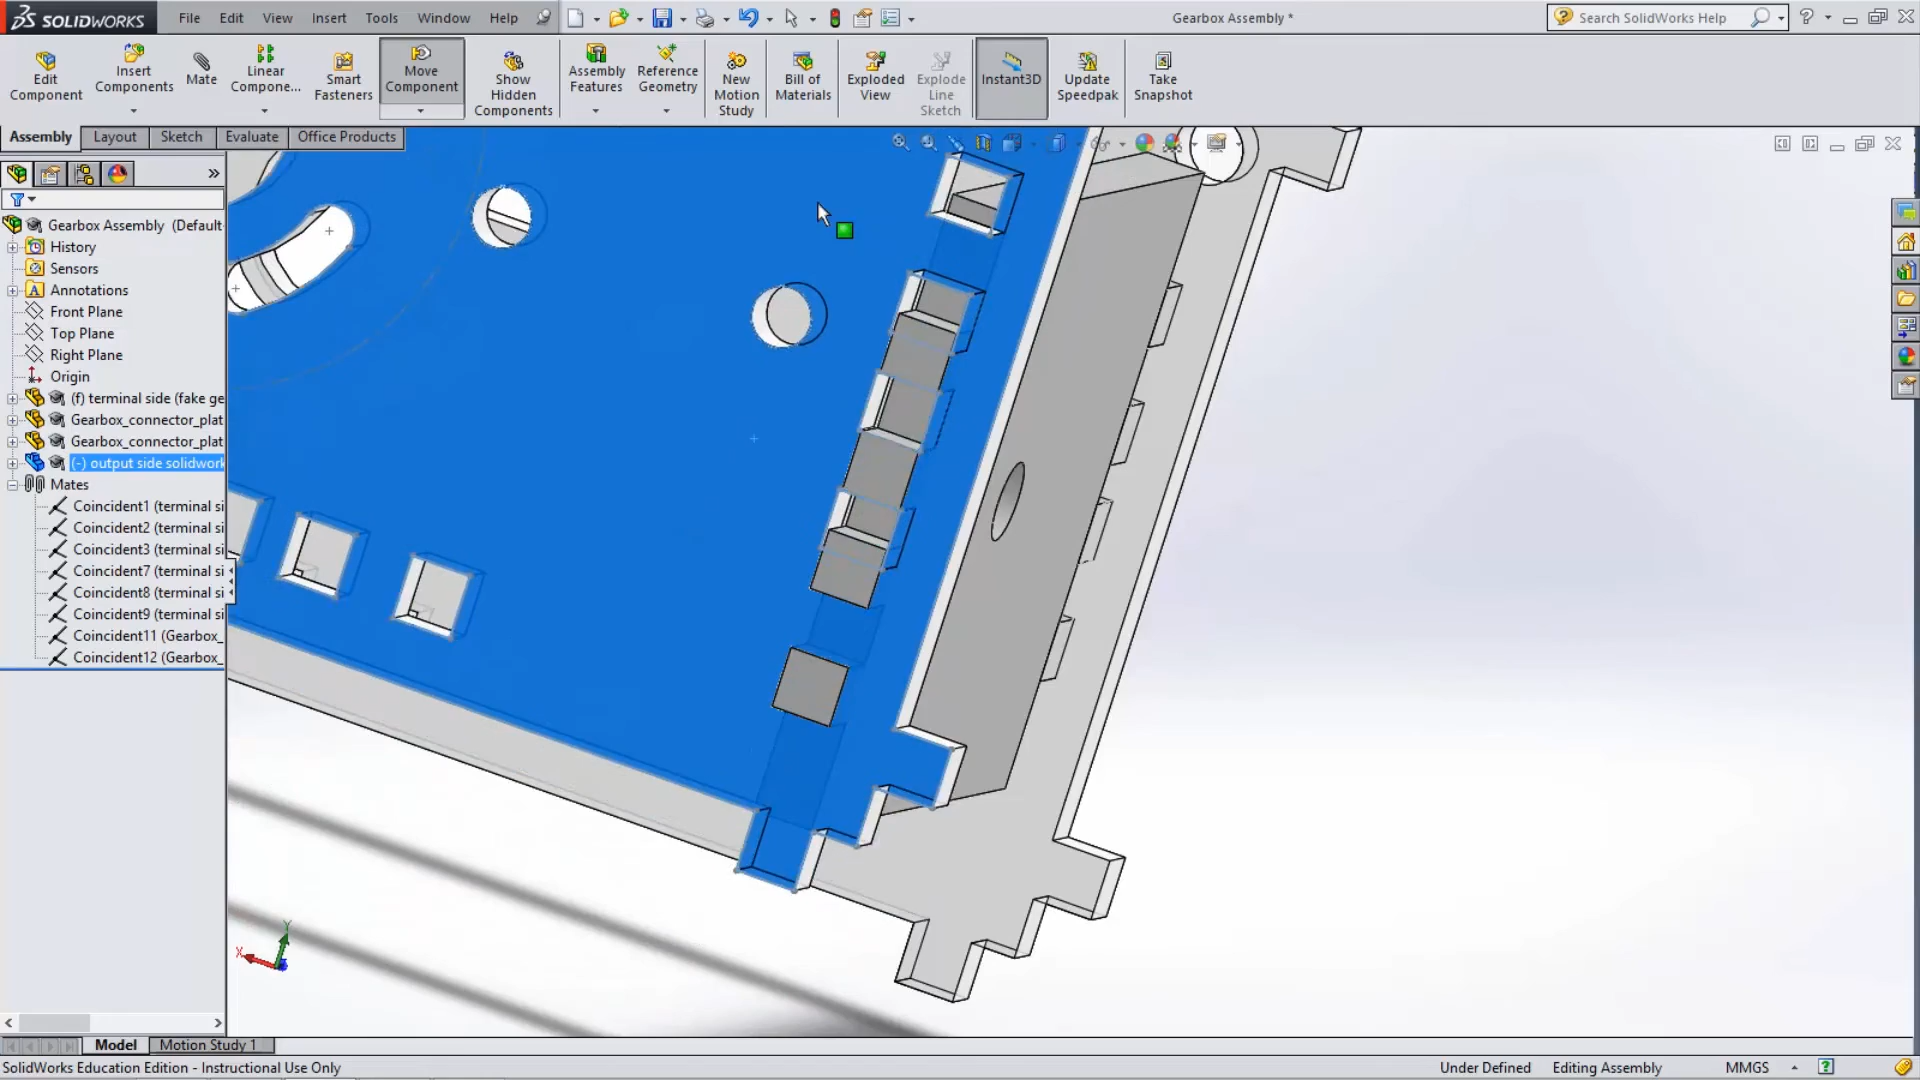 SOLIDWORKS
File Edit View Insert Tools Window Help
Gearbox Assembly *
Search SolidWorks Help
Edit Component
Insert Components
Mate
Linear Compone...
Smart Fasteners
Move Component
Show Hidden Components
Assembly Features
Reference Geometry
New Motion Study
Bill of Materials
Exploded View
Explode Line Sketch
Instant3D
Update Speedpak
Take Snapshot
Assembly Layout Sketch Evaluate Office Products
Gearbox Assembly (Default
History
Sensors
Annotations
Front Plane
Top Plane
Right Plane
Origin
(f) terminal side (fake ge
Gearbox_connector_plat
Gearbox_connector_plat
(-) output side solidwork
Mates
Coincident1 (terminal si
Coincident2 (terminal si
Coincident3 (terminal si
Coincident7 (terminal si
Coincident8 (terminal si
Coincident9 (terminal si
Coincident11 (Gearbox_
Coincident12 (Gearbox_
Y
X
Model Motion Study 1
SolidWorks Education Edition - Instructional Use Only
Under Defined Editing Assembly MMGS